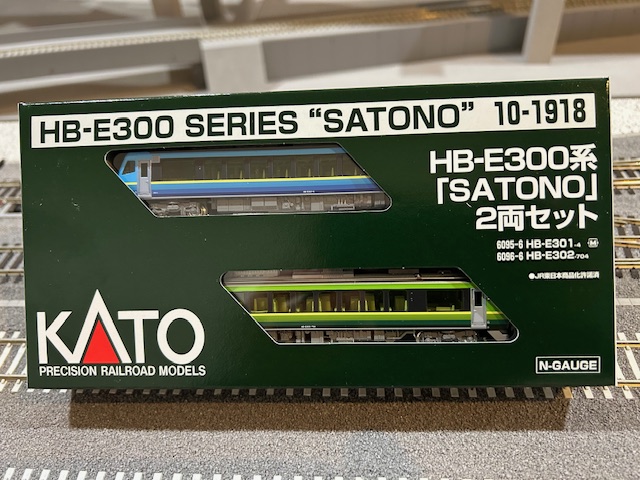 HB-E300 SERIES "SATONO" 10-1918
HB-E300系
「SATONO」
2両セット
6095-6 HB-E301-4 M
6096-6 HB-E302-704
●JR東日本商品化許諾済
KATO
PRECISION RAILROAD MODELS
N-GAUGE